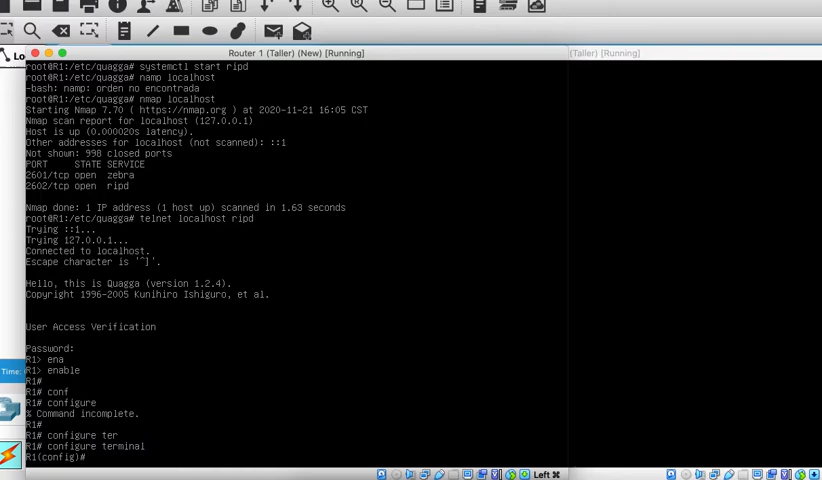 Lo
Router 1 (Taller) (New) [Running]
(Taller) [Running]
root@R1:/etc/quagga# systemctl start ripd
root@R1:/etc/quagga# namp localhost
-bash: namp: orden no encontrada
root@R1:/etc/quagga# nmap localhost
Starting Nmap 7.70 ( https://nmap.org ) at 2020-11-21 16:05 CST
Nmap scan report for localhost (127.0.0.1)
Host is up (0.000020s latency).
Other addresses for localhost (not scanned): ::1
Not shown: 998 closed ports
PORT STATE SERVICE
2601/tcp open zebra
2602/tcp open ripd
Nmap done: 1 IP address (1 host up) scanned in 1.63 seconds
root@R1:/etc/quagga# telnet localhost ripd
Trying ::1...
Trying 127.0.0.1...
Connected to localhost.
Escape character is '^]'.
Hello, this is Quagga (version 1.2.4).
Copyright 1996-2005 Kunihiro Ishiguro, et al.
User Access Verification
Password:
R1> ena
R1> enable
R1#
R1# conf
R1# configure
% Command incomplete.
R1#
R1# configure ter
R1# configure terminal
R1(config)#
Time:
Left ⌘